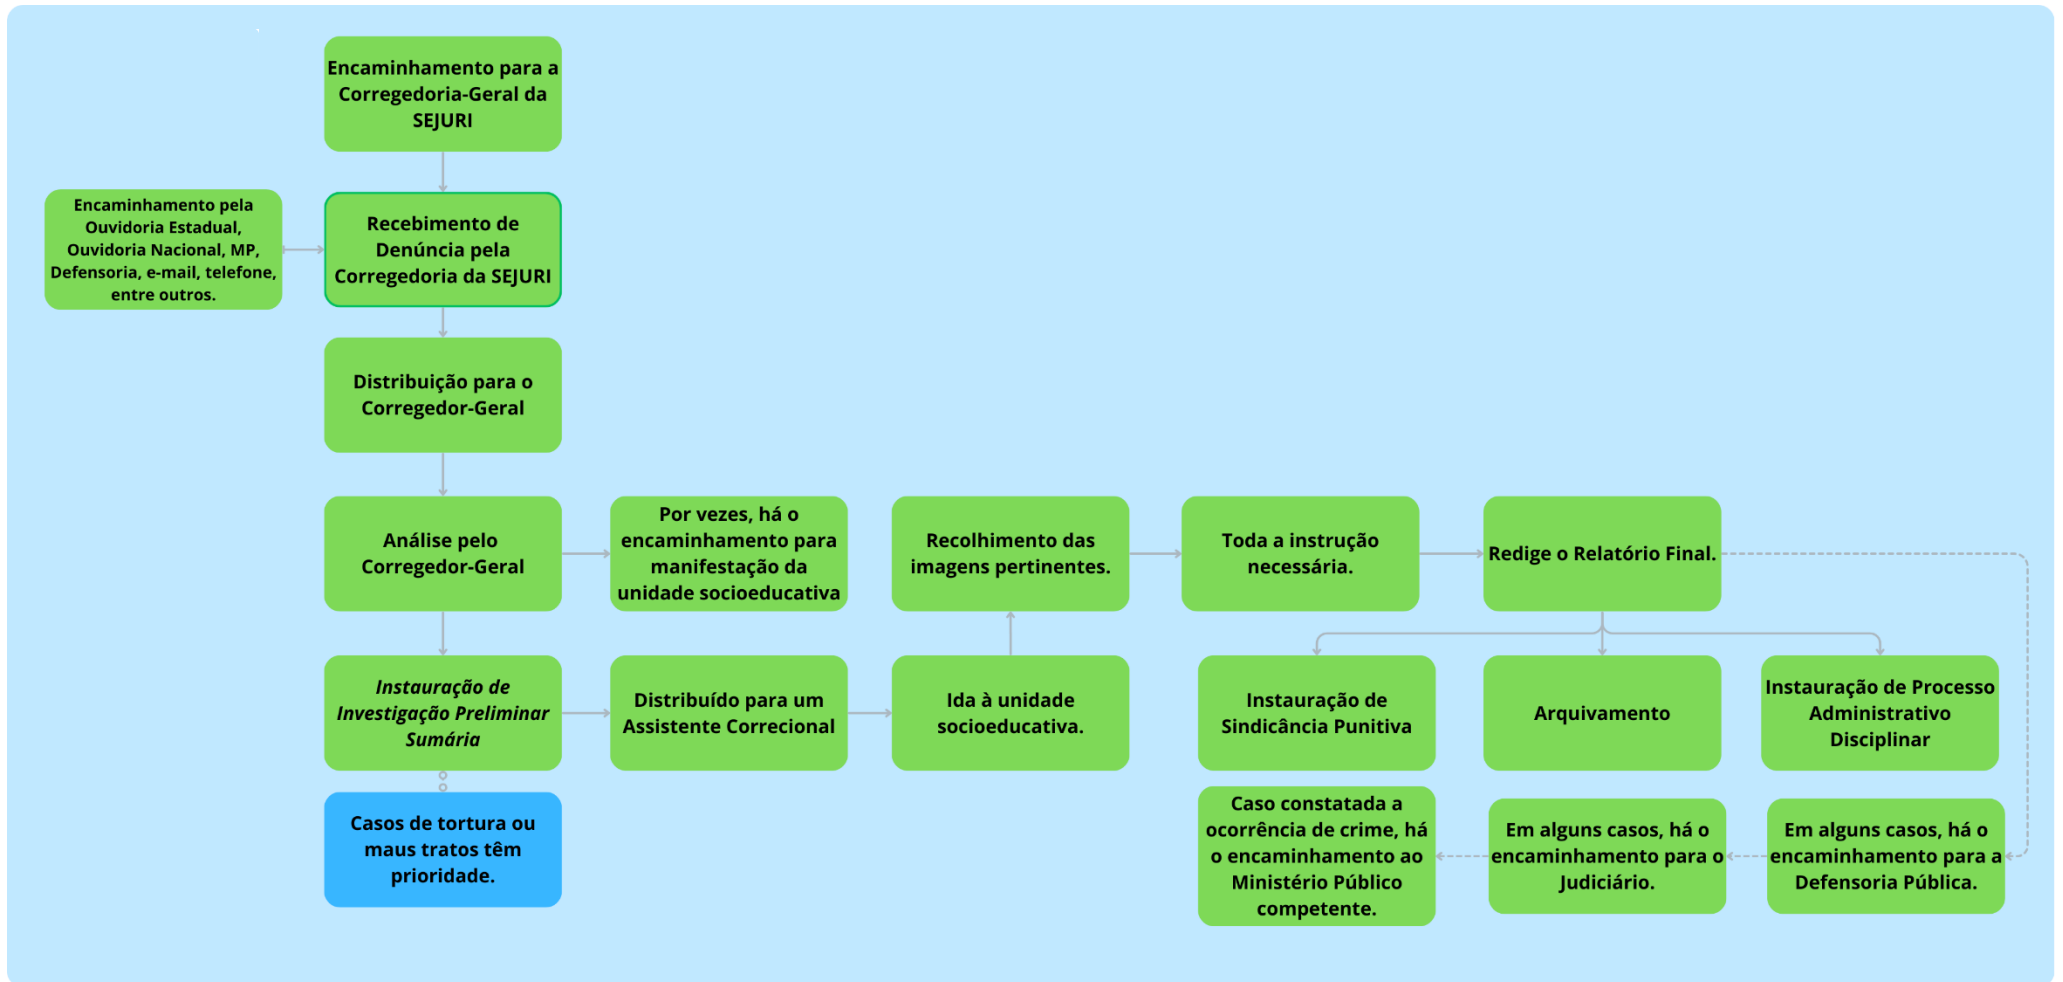 Encaminhamento para a
Corregedoria-Geral da
SEJURI
Encaminhamento pela
Ouvidoria Estadual,
Ouvidoria Nacional, MP,
Defensoria, e-mail, telefone,
entre outros.
Recebimento de
Denúncia pela
Corregedoria da SEJURI
Distribuição para o
Corregedor-Geral
Análise pelo
Corregedor-Geral
Por vezes, há o
encaminhamento para
manifestação da
unidade socioeducativa
Recolhimento das
imagens pertinentes.
Toda a instrução
necessária.
Redige o Relatório Final.
Instauração de
Investigação Preliminar
Sumária
Distribuído para um
Assistente Correcional
Ida à unidade
socioeducativa.
Instauração de
Sindicância Punitiva
Arquivamento
Instauração de Processo
Administrativo
Disciplinar
Casos de tortura ou
maus tratos têm
prioridade.
Caso constatada a
ocorrência de crime, há
o encaminhamento ao
Ministério Público
competente.
Em alguns casos, há o
encaminhamento para o
Judiciário.
Em alguns casos, há o
encaminhamento para a
Defensoria Pública.